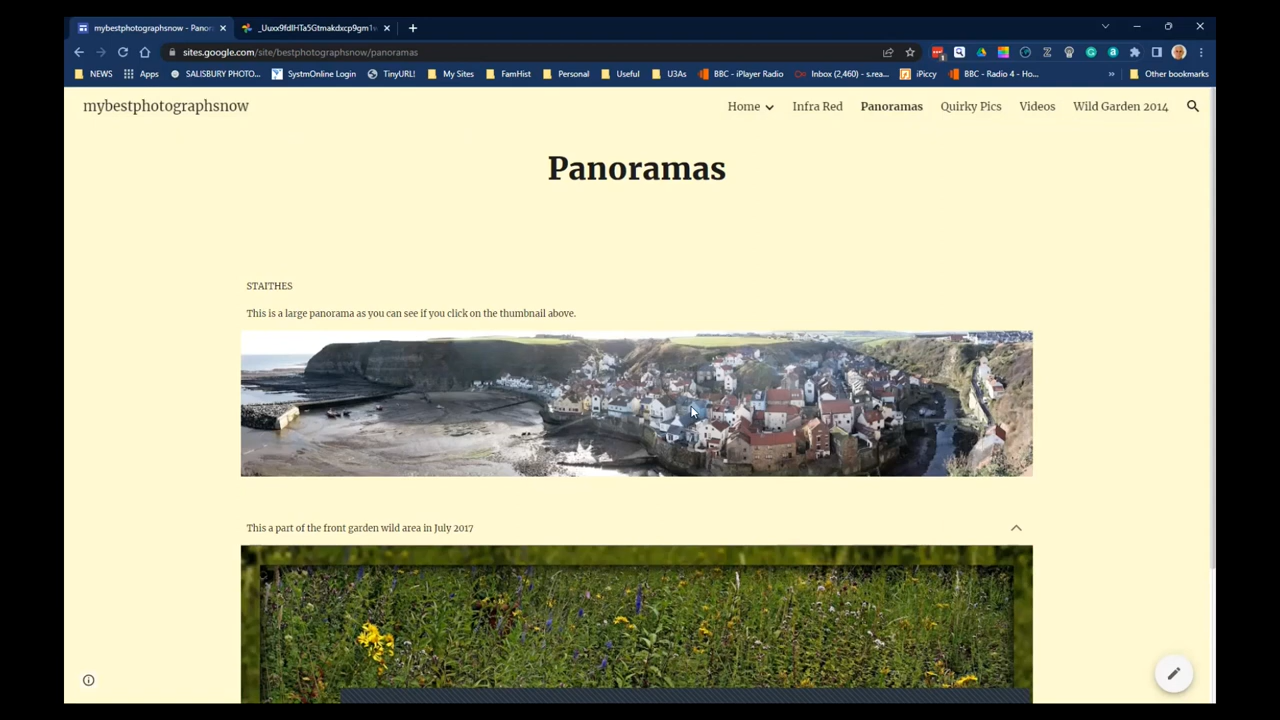 mybestphotographsnow - Panor
_Uuxx9fdIHTa5Gtmakdxcp9gm1
sites.google.com/site/bestphotographsnow/panoramas
NEWS Apps SALISBURY PHOTO... SystmOnline Login TinyURL! My Sites FamHist Personal Useful U3As BBC - iPlayer Radio Inbox (2,460) - s.rea... iPiccy BBC - Radio 4 - Ho... » Other bookmarks
mybestphotographsnow
Home Infra Red Panoramas Quirky Pics Videos Wild Garden 2014
Panoramas
STAITHES
This is a large panorama as you can see if you click on the thumbnail above.
This a part of the front garden wild area in July 2017